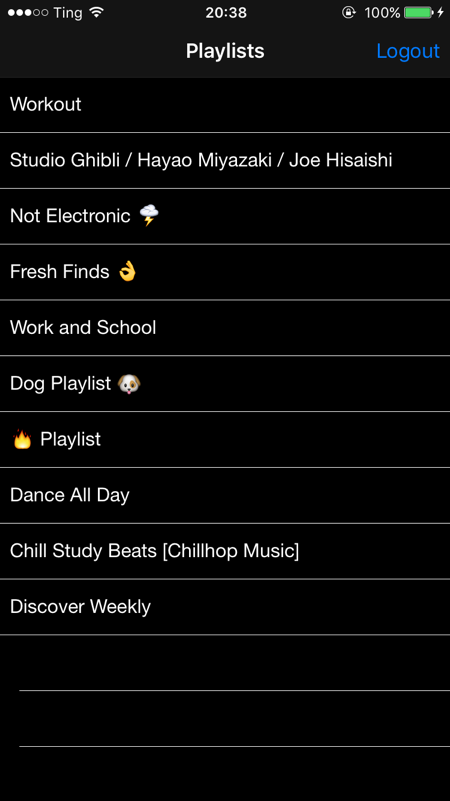 Ting 20:38 100%
Playlists Logout
Workout
Studio Ghibli / Hayao Miyazaki / Joe Hisaishi
Not Electronic 🌩
Fresh Finds 👌
Work and School
Dog Playlist 🐶
🔥 Playlist
Dance All Day
Chill Study Beats [Chillhop Music]
Discover Weekly